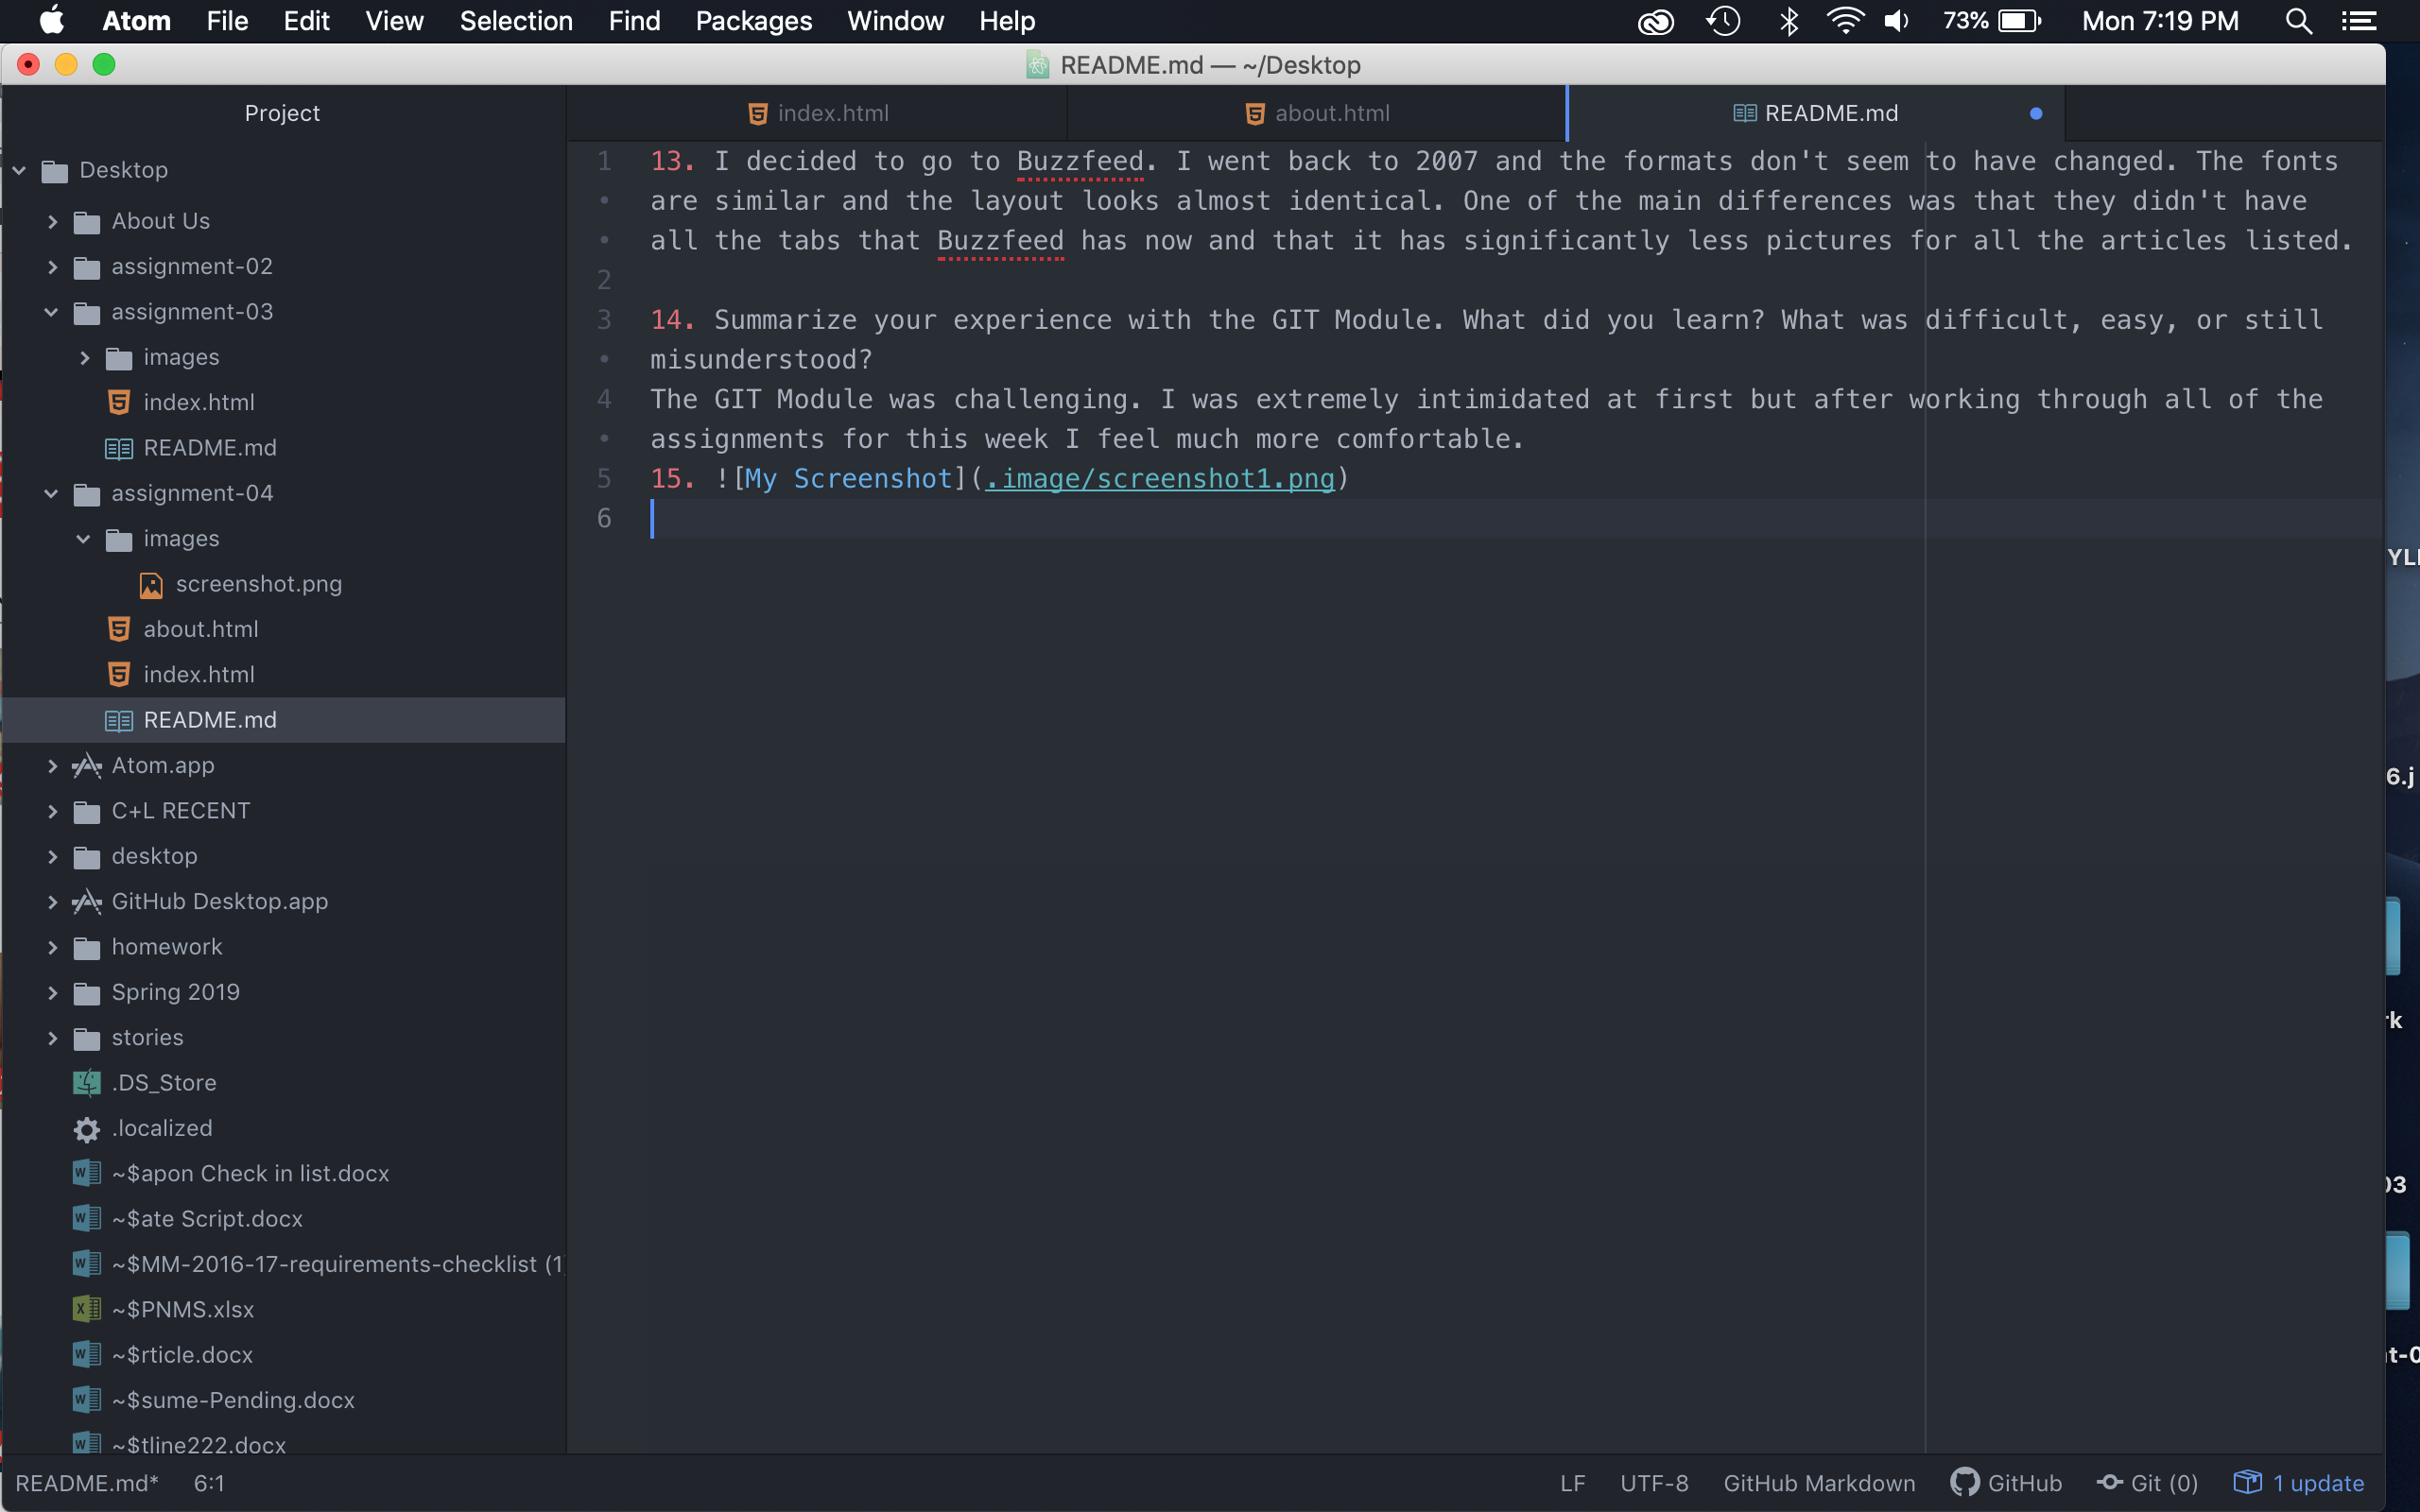 Atom File Edit View Selection Find Packages Window Help 73% Mon 7:19 PM
README.md — ~/Desktop
Project
index.html about.html README.md
Desktop
About Us
assignment-02
assignment-03
images
index.html
README.md
assignment-04
images
screenshot.png
about.html
index.html
README.md
Atom.app
C+L RECENT
desktop
GitHub Desktop.app
homework
Spring 2019
stories
.DS_Store
.localized
~$apon Check in list.docx
~$ate Script.docx
~$MM-2016-17-requirements-checklist (1)
~$PNMS.xlsx
~$rticle.docx
~$sume-Pending.docx
~$tline222.docx
1 13. I decided to go to Buzzfeed. I went back to 2007 and the formats don't seem to have changed. The fonts
• are similar and the layout looks almost identical. One of the main differences was that they didn't have
• all the tabs that Buzzfeed has now and that it has significantly less pictures for all the articles listed.
2
3 14. Summarize your experience with the GIT Module. What did you learn? What was difficult, easy, or still
• misunderstood?
4 The GIT Module was challenging. I was extremely intimidated at first but after working through all of the
• assignments for this week I feel much more comfortable.
5 15. ![My Screenshot](.image/screenshot1.png)
6
YLI
6.j
rk
03
nt-0
README.md* 6:1 LF UTF-8 GitHub Markdown GitHub Git (0) 1 update